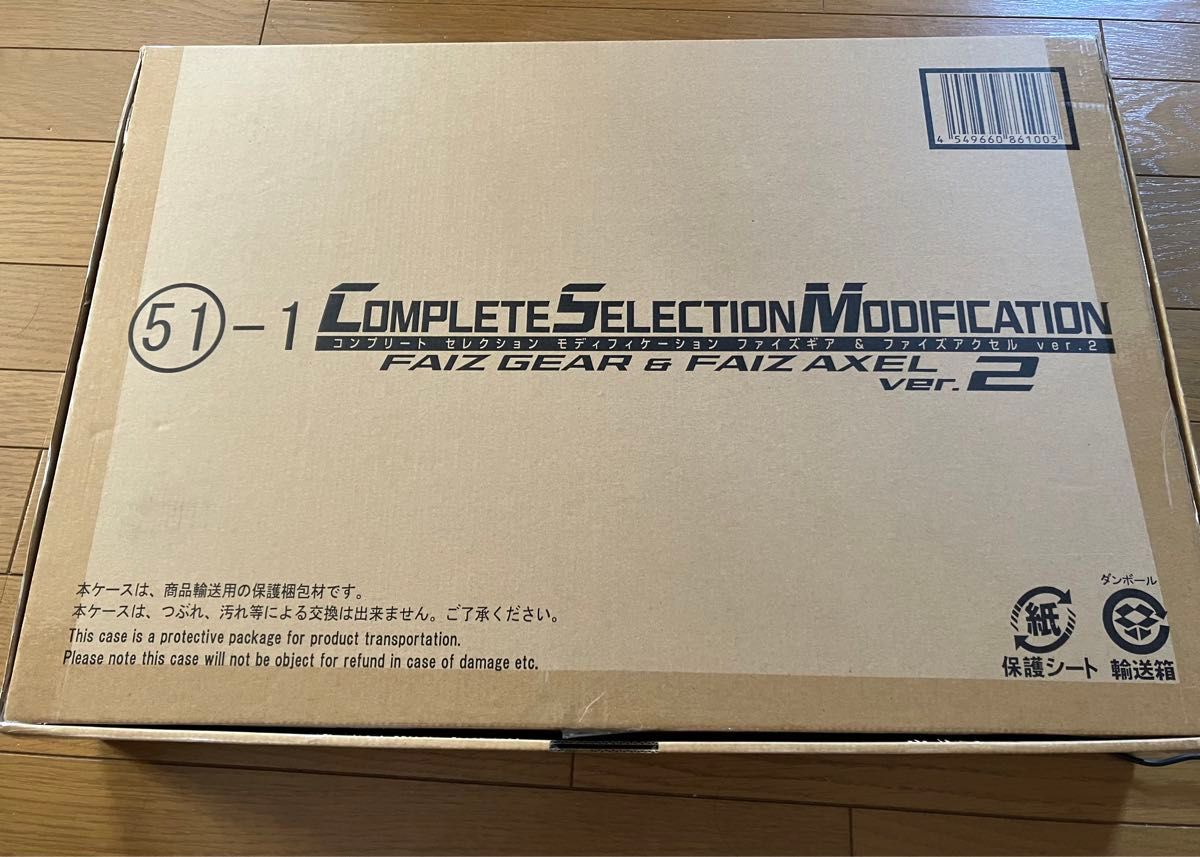 4 549660 861003
51-1 COMPLETE SELECTION MODIFICATION
コンプリート セレクション モディフィケーション ファイズギア & ファイズアクセル ver.2
FAIZ GEAR & FAIZ AXEL
ver.2
本ケースは、商品輸送用の保護梱包材です。
本ケースは、つぶれ、汚れ等による交換は出来ません。ご了承ください。
This case is a protective package for product transportation.
Please note this case will not be object for refund in case of damage etc.
紙
保護シート
ダンボール
輸送箱